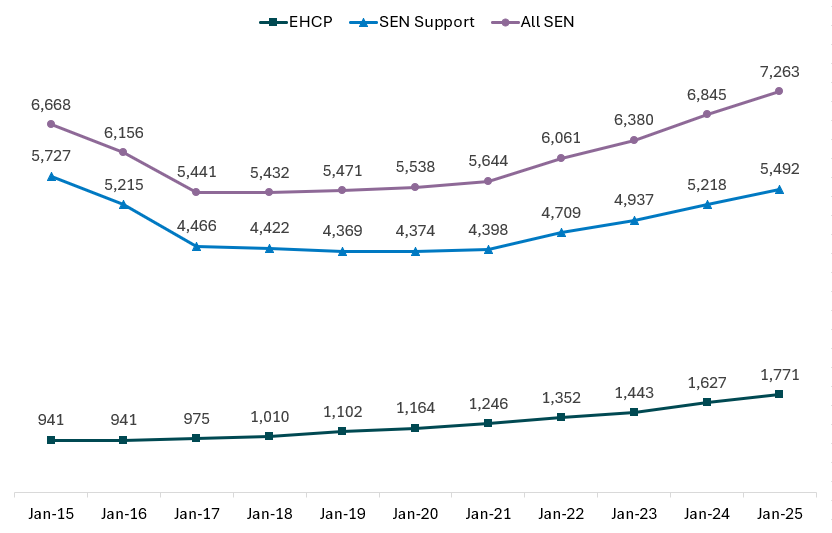 EHCP SEN Support All SEN
6,668 6,156 5,441 5,432 5,471 5,538 5,644 6,061 6,380 6,845 7,263
5,727 5,215 4,466 4,422 4,369 4,374 4,398 4,709 4,937 5,218 5,492
941 941 975 1,010 1,102 1,164 1,246 1,352 1,443 1,627 1,771
Jan-15 Jan-16 Jan-17 Jan-18 Jan-19 Jan-20 Jan-21 Jan-22 Jan-23 Jan-24 Jan-25